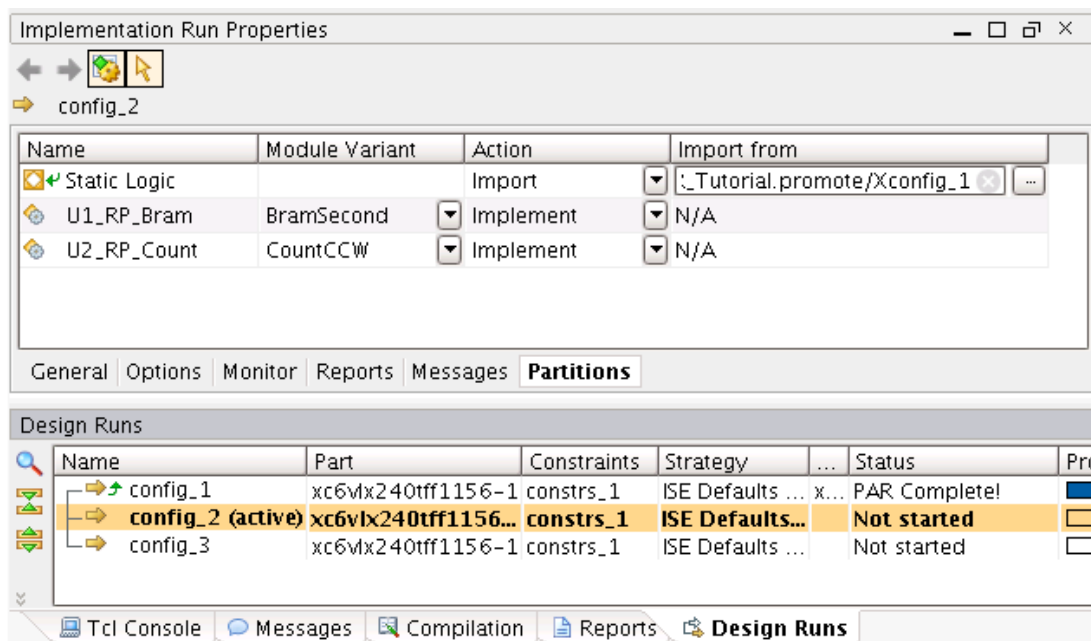 Implementation Run Properties
config_2
Name Module Variant Action Import from
Static Logic Import :_Tutorial.promote/Xconfig_1 ...
U1_RP_Bram BramSecond Implement N/A
U2_RP_Count CountCCW Implement N/A
General Options Monitor Reports Messages Partitions
Design Runs
Name Part Constraints Strategy ... Status Pro
config_1 xc6vlx240tff1156-1 constrs_1 ISE Defaults ... x... PAR Complete!
config_2 (active) xc6vlx240tff1156... constrs_1 ISE Defaults... Not started
config_3 xc6vlx240tff1156-1 constrs_1 ISE Defaults ... Not started
Tcl Console Messages Compilation Reports Design Runs